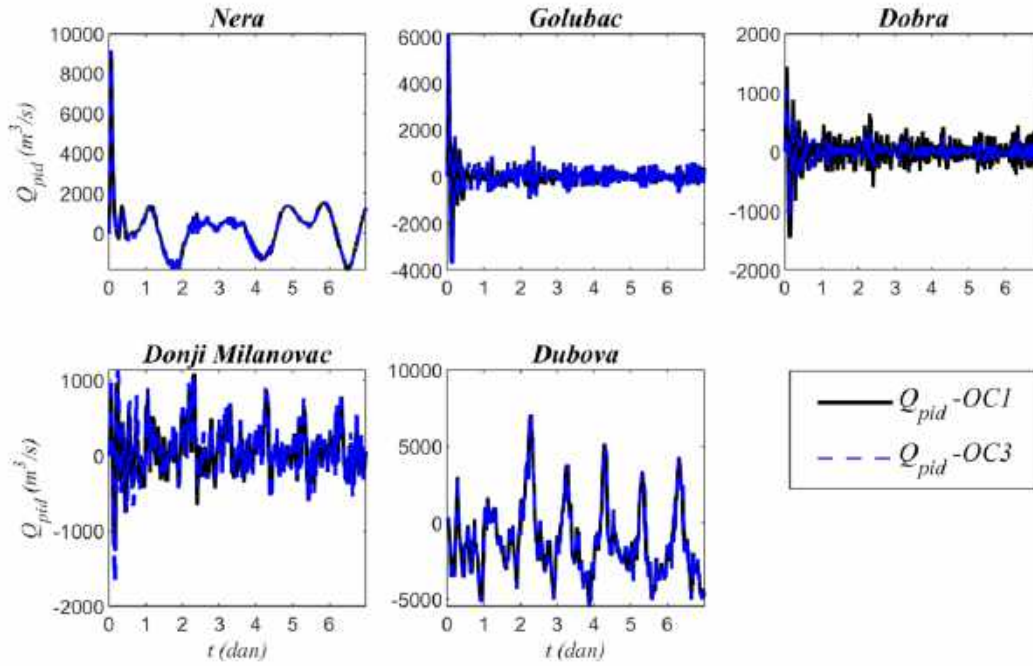 Nera
10000
8000
6000
4000
2000
0
0 1 2 3 4 5 6
Q_pid (m^3/s)
Golubac
6000
4000
2000
0
-2000
-4000
0 1 2 3 4 5 6
Dobra
2000
1000
0
-1000
-2000
0 1 2 3 4 5 6
Donji Milanovac
1000
0
-1000
-2000
0 1 2 3 4 5 6
Q_pid (m^3/s)
t (dan)
Dubova
10000
5000
0
-5000
0 1 2 3 4 5 6
t (dan)
Q_pid -OC1
Q_pid -OC3